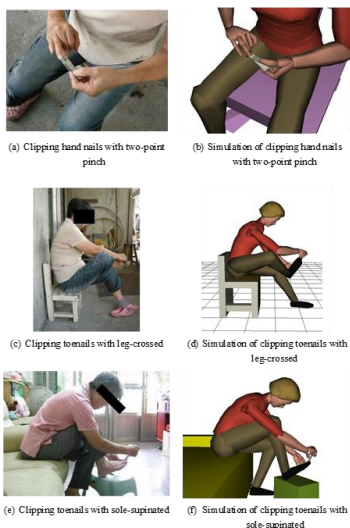 (a) Clipping hand nails with two-point
pinch
(b) Simulation of clipping hand nails
with two-point pinch
(c) Clipping toenails with leg-crossed
(d) Simulation of clipping toenails with
leg-crossed
(e) Clipping toenails with sole-supinated
(f) Simulation of clipping toenails with
sole-supinated